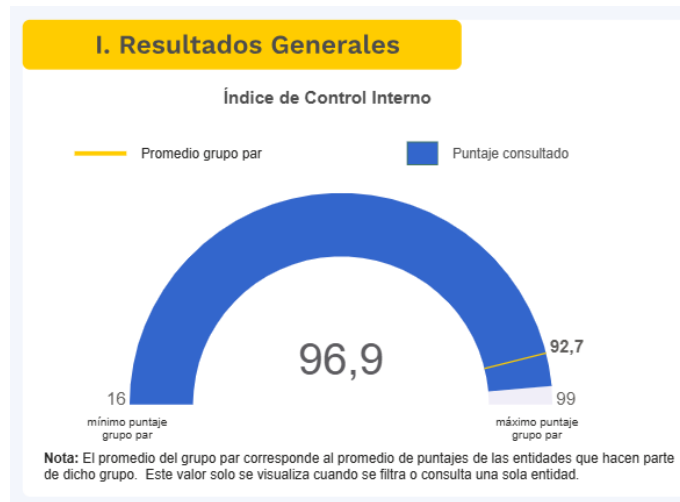 I. Resultados Generales
Índice de Control Interno
Promedio grupo par
Puntaje consultado
96,9
92,7
16
99
mínimo puntaje
grupo par
máximo puntaje
grupo par
Nota: El promedio del grupo par corresponde al promedio de puntajes de las entidades que hacen parte
de dicho grupo. Este valor solo se visualiza cuando se filtra o consulta una sola entidad.